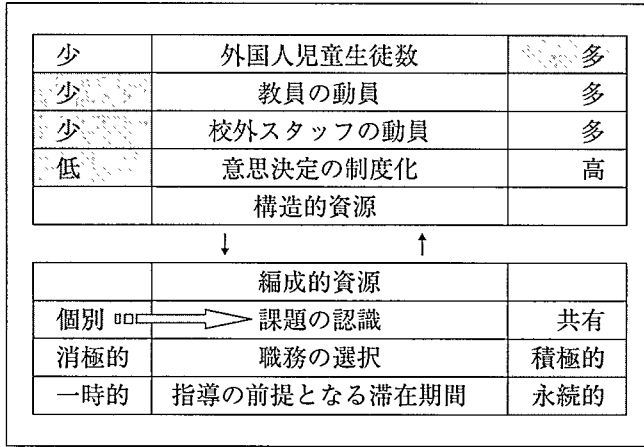 少 外国人児童生徒数 多
少 教員の動員 多
少 校外スタッフの動員 多
低 意思決定の制度化 高
構造的資源
↓ ↑
編成的資源
個別 課題の認識 共有
消極的 職務の選択 積極的
一時的 指導の前提となる滞在期間 永続的